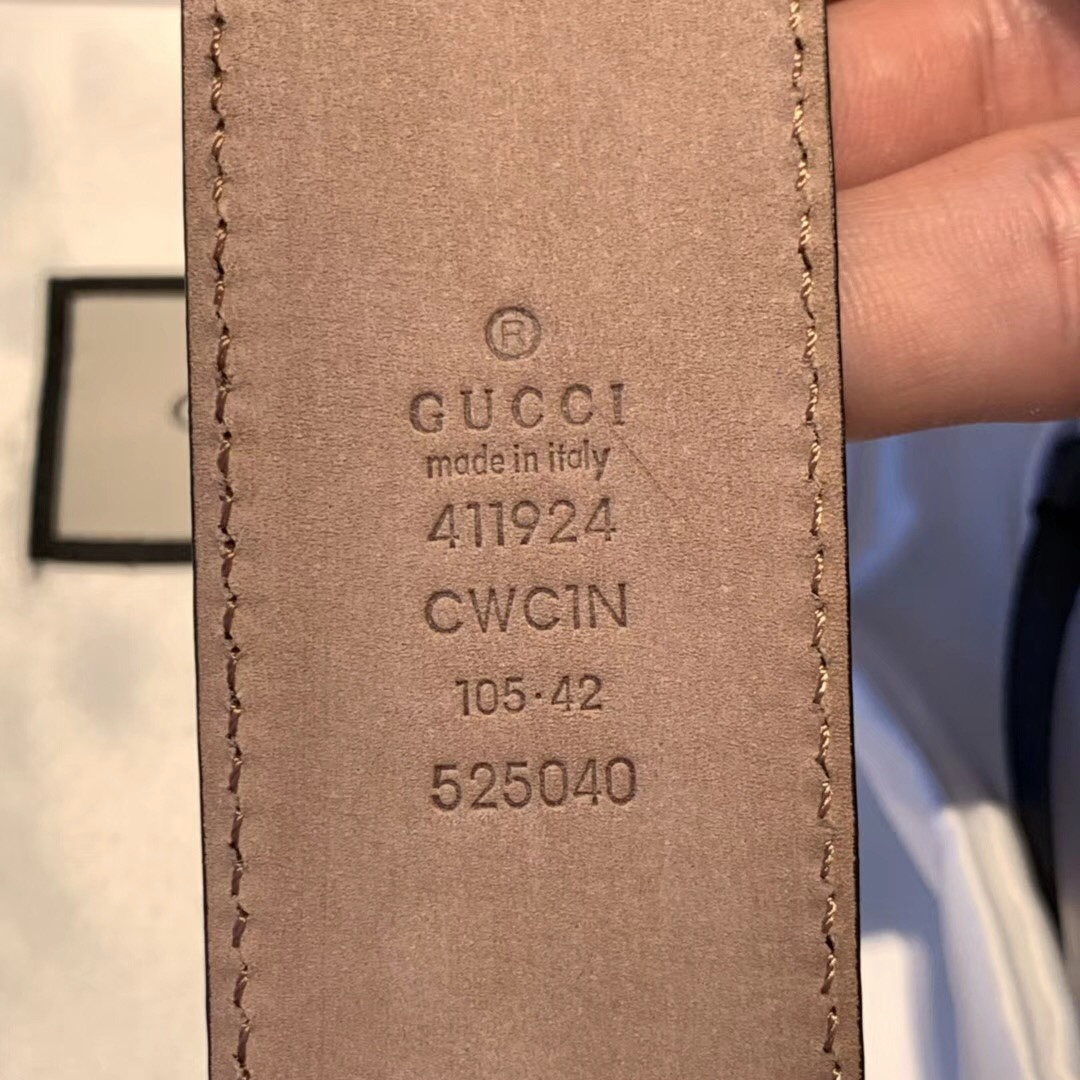 ®
GUCCI
made in italy
411924
CWC1N
105·42
525040